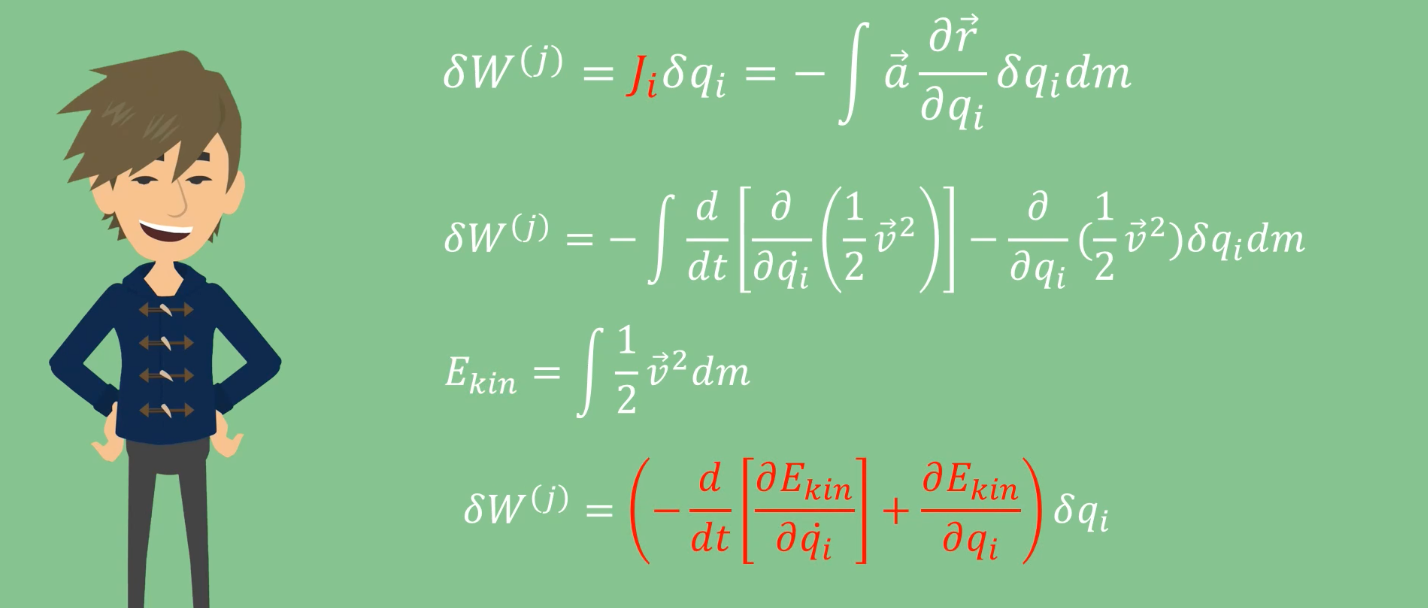 $\delta W^{(j)} = J_i \delta q_i = -\int \vec{a} \frac{\partial \vec{r}}{\partial q_i} \delta q_i dm$
$\delta W^{(j)} = -\int \frac{d}{dt}\left[\frac{\partial}{\partial \dot{q}_i}\left(\frac{1}{2}\vec{v}^2\right)\right] - \frac{\partial}{\partial q_i}(\frac{1}{2}\vec{v}^2)\delta q_i dm$
$E_{kin} = \int \frac{1}{2}\vec{v}^2 dm$
$\delta W^{(j)} = \left(-\frac{d}{dt}\left[\frac{\partial E_{kin}}{\partial \dot{q}_i}\right] + \frac{\partial E_{kin}}{\partial q_i}\right)\delta q_i$